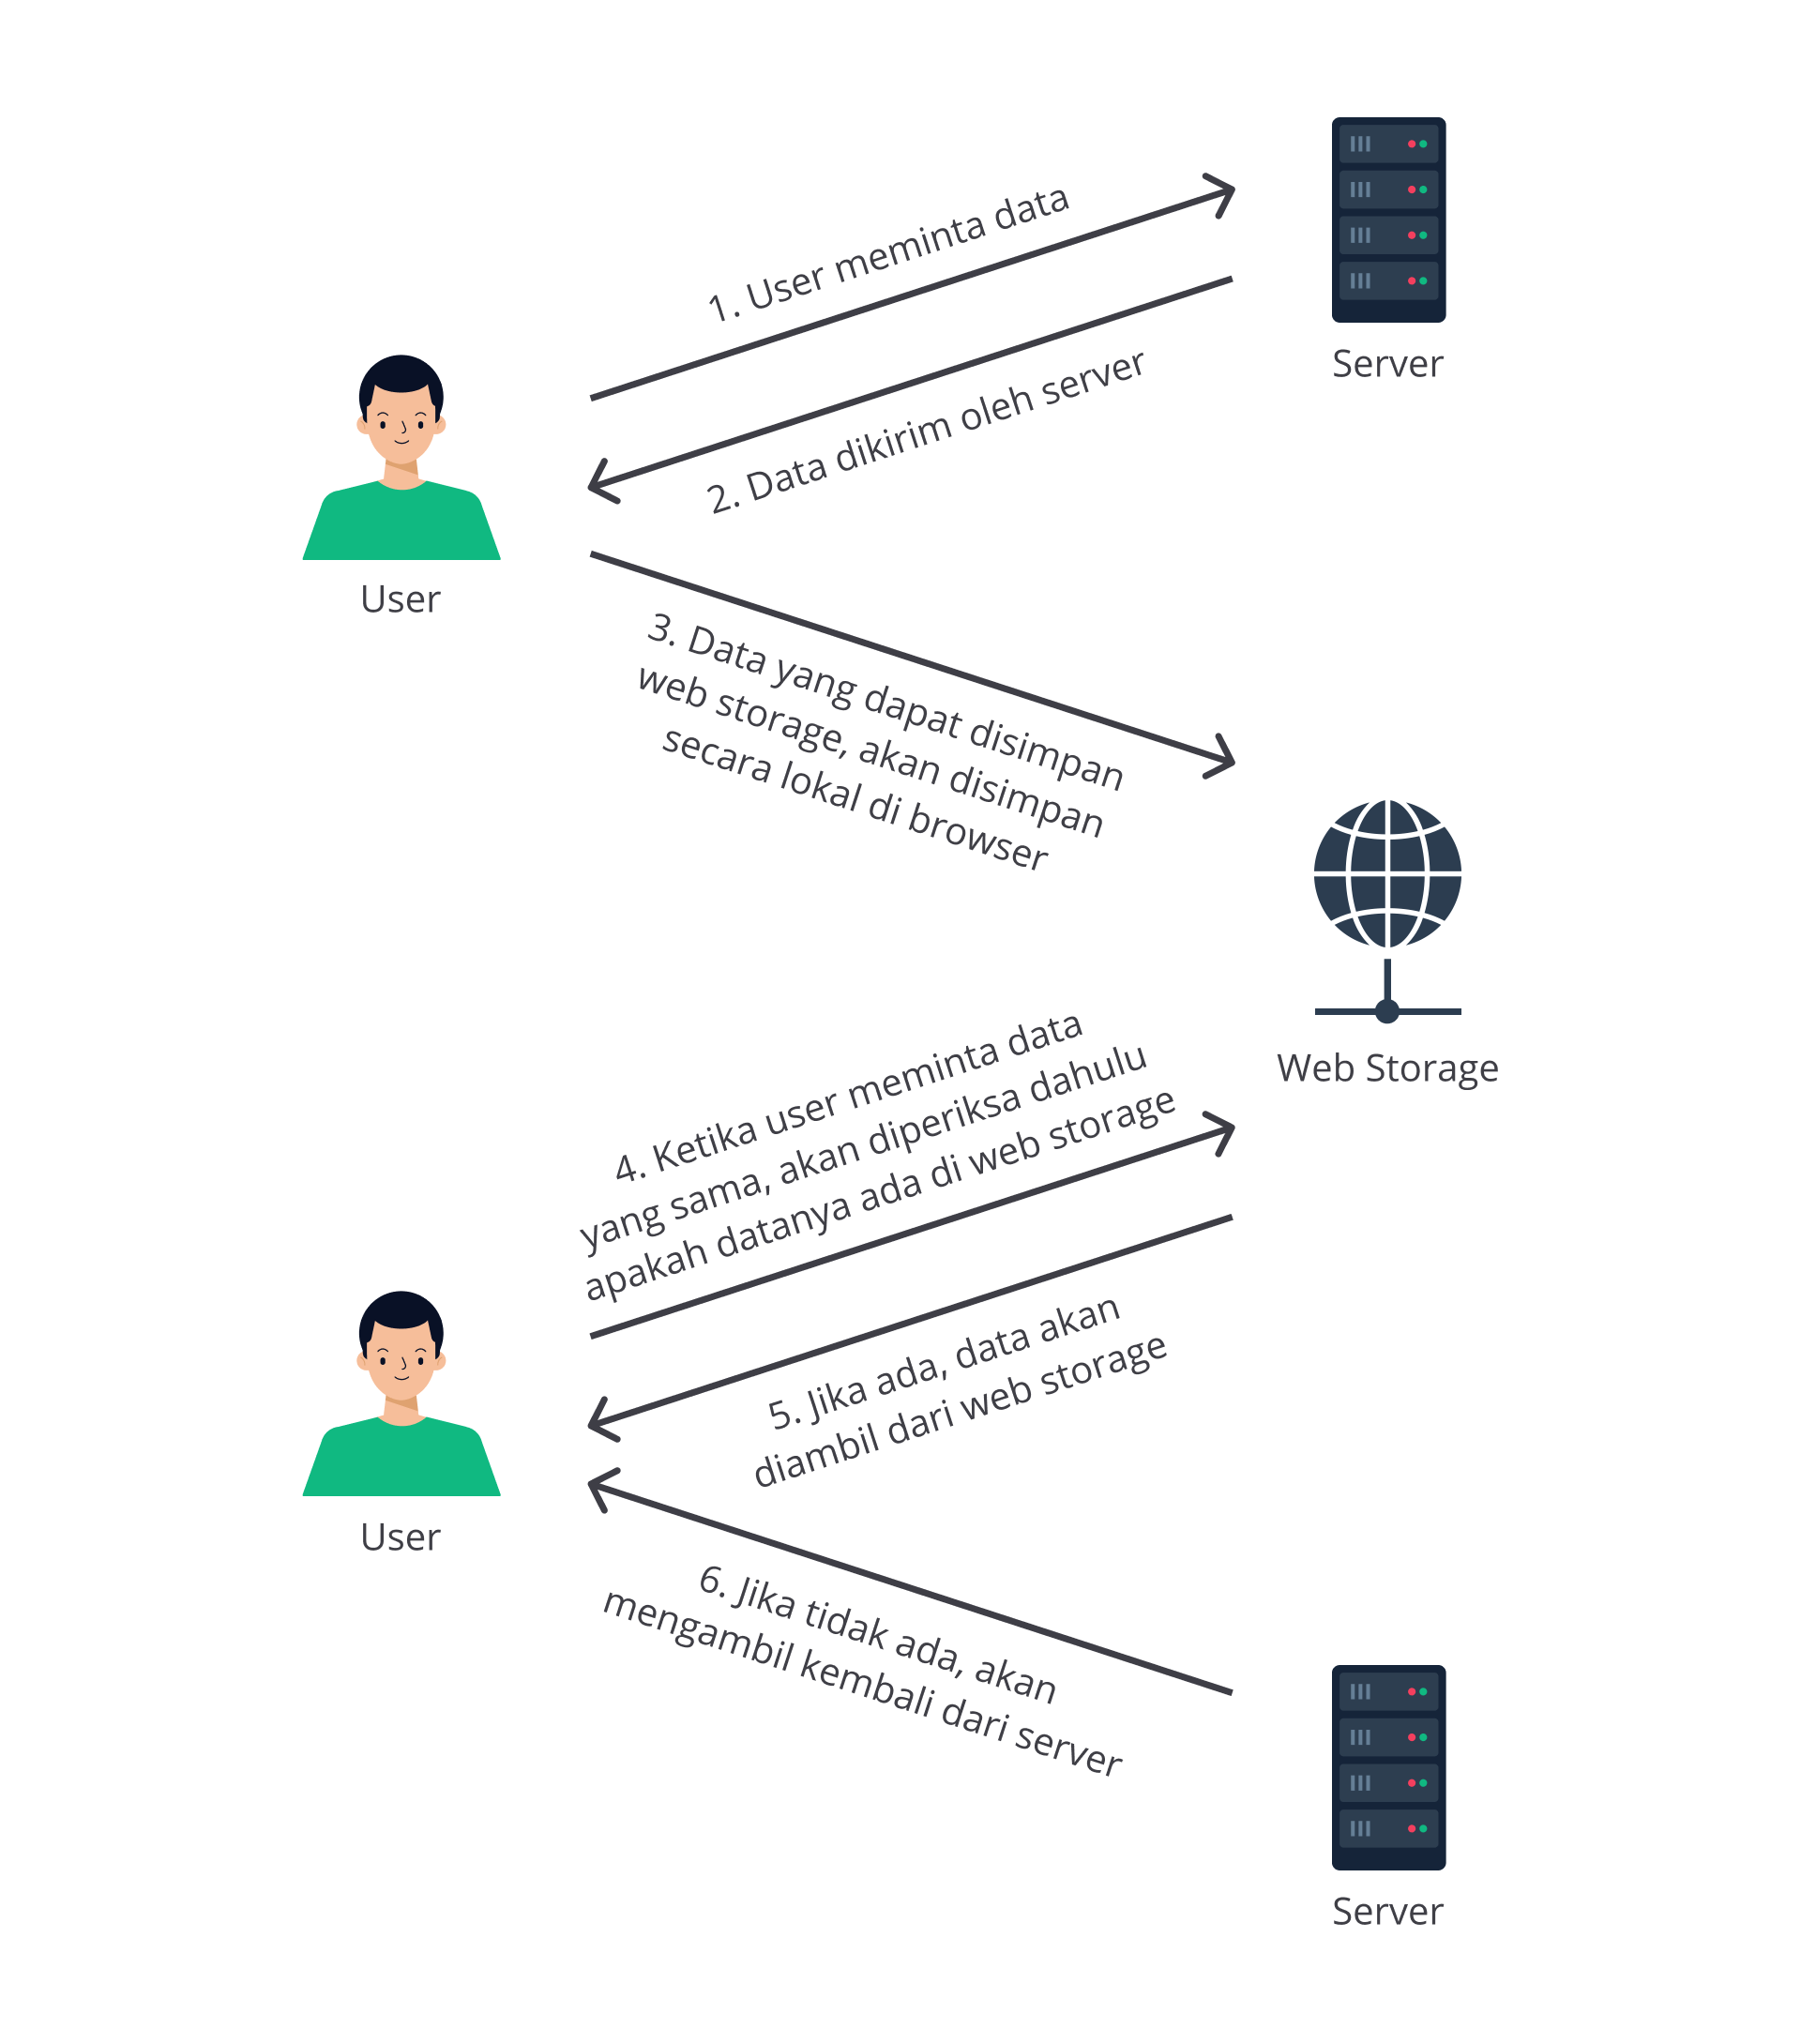 1. User meminta data
Server
2. Data dikirim oleh server
User
3. Data yang dapat disimpan
web storage, akan disimpan
secara lokal di browser
Web Storage
4. Ketika user meminta data
yang sama, akan diperiksa dahulu
apakah datanya ada di web storage
5. Jika ada, data akan
diambil dari web storage
User
6. Jika tidak ada, akan
mengambil kembali dari server
Server